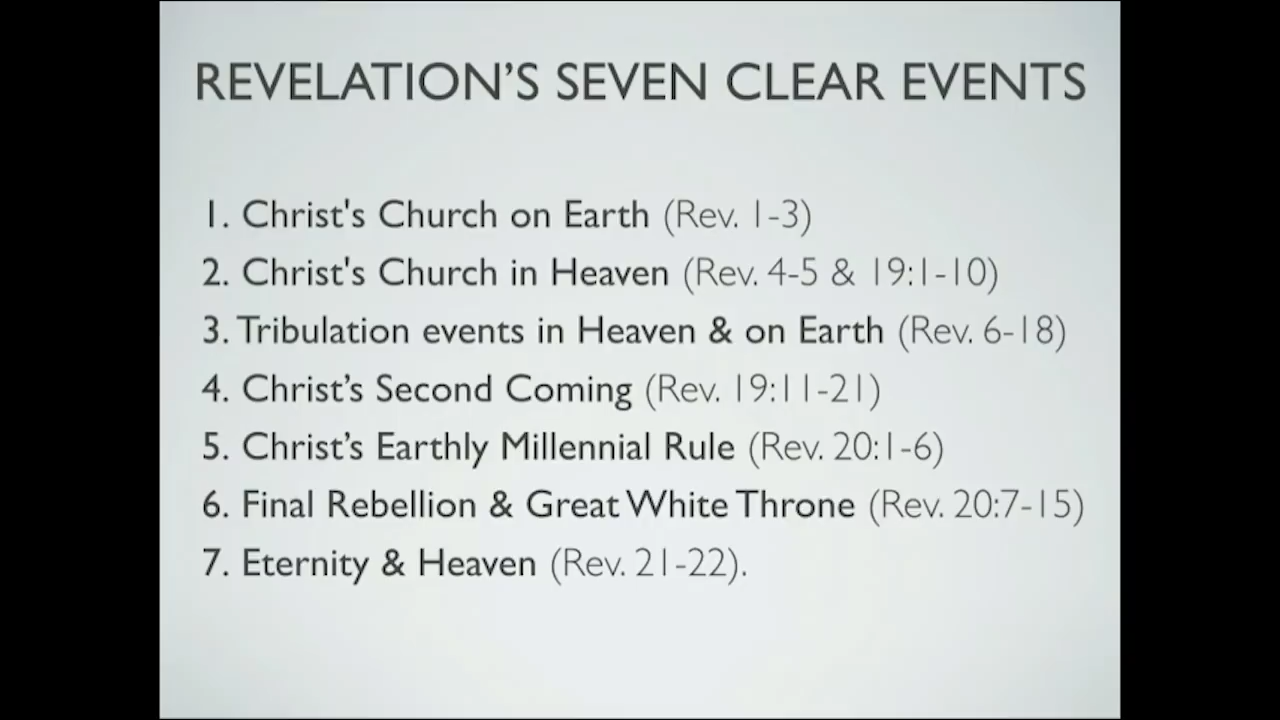 REVELATION’S SEVEN CLEAR EVENTS
1. Christ's Church on Earth (Rev. 1-3)
2. Christ's Church in Heaven (Rev. 4-5 & 19:1-10)
3. Tribulation events in Heaven & on Earth (Rev. 6-18)
4. Christ’s Second Coming (Rev. 19:11-21)
5. Christ’s Earthly Millennial Rule (Rev. 20:1-6)
6. Final Rebellion & Great White Throne (Rev. 20:7-15)
7. Eternity & Heaven (Rev. 21-22).